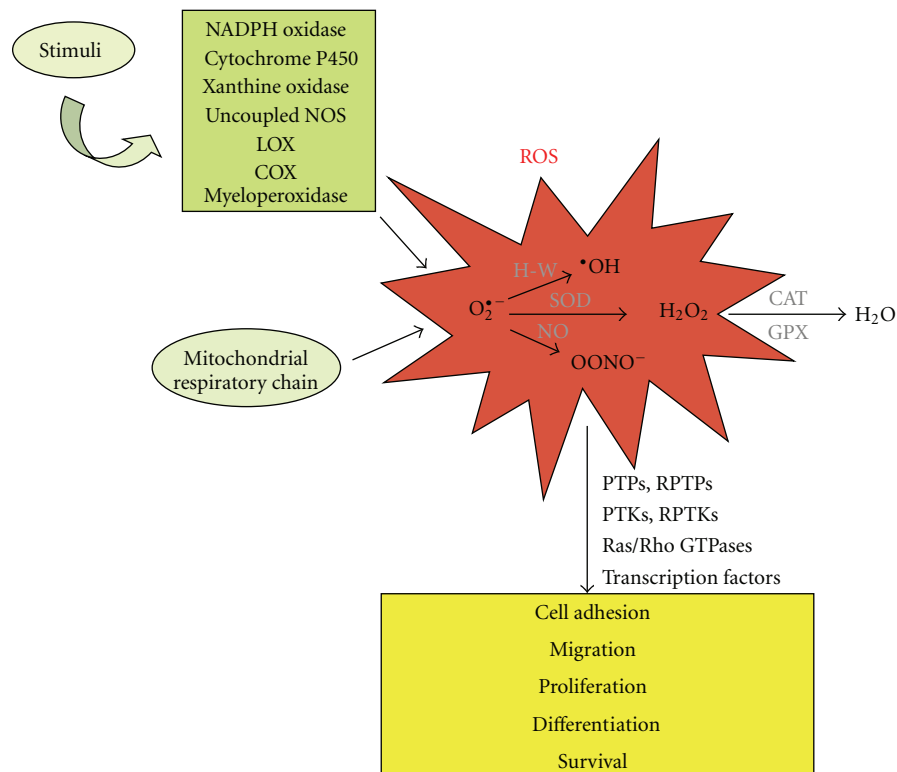 Stimuli
NADPH oxidase
Cytochrome P450
Xanthine oxidase
Uncoupled NOS
LOX
COX
Myeloperoxidase
ROS
H-W
•OH
O₂•⁻
SOD
H₂O₂
CAT
GPX
H₂O
NO
OONO⁻
Mitochondrial
respiratory chain
PTPs, RPTPs
PTKs, RPTKs
Ras/Rho GTPases
Transcription factors
Cell adhesion
Migration
Proliferation
Differentiation
Survival